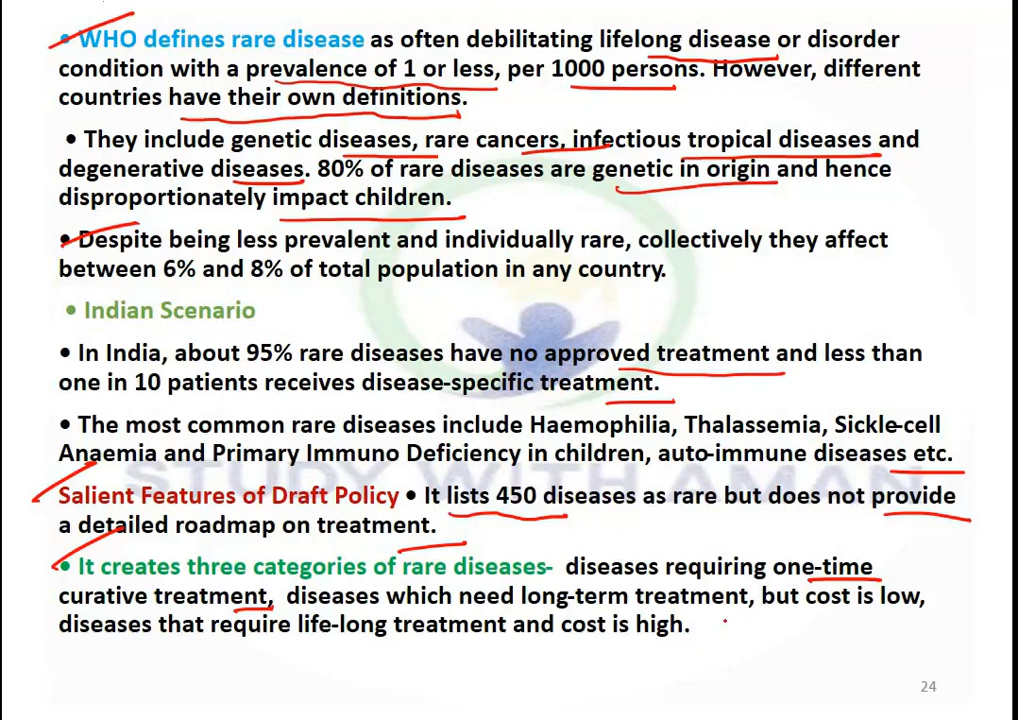 • WHO defines rare disease as often debilitating lifelong disease or disorder
condition with a prevalence of 1 or less, per 1000 persons. However, different
countries have their own definitions.
• They include genetic diseases, rare cancers, infectious tropical diseases and
degenerative diseases. 80% of rare diseases are genetic in origin and hence
disproportionately impact children.
• Despite being less prevalent and individually rare, collectively they affect
between 6% and 8% of total population in any country.
• Indian Scenario
• In India, about 95% rare diseases have no approved treatment and less than
one in 10 patients receives disease-specific treatment.
• The most common rare diseases include Haemophilia, Thalassemia, Sickle-cell
Anaemia and Primary Immuno Deficiency in children, auto-immune diseases etc.
STUDY WITH AMAN
Salient Features of Draft Policy • It lists 450 diseases as rare but does not provide
a detailed roadmap on treatment.
• It creates three categories of rare diseases- diseases requiring one-time
curative treatment, diseases which need long-term treatment, but cost is low,
diseases that require life-long treatment and cost is high.
24